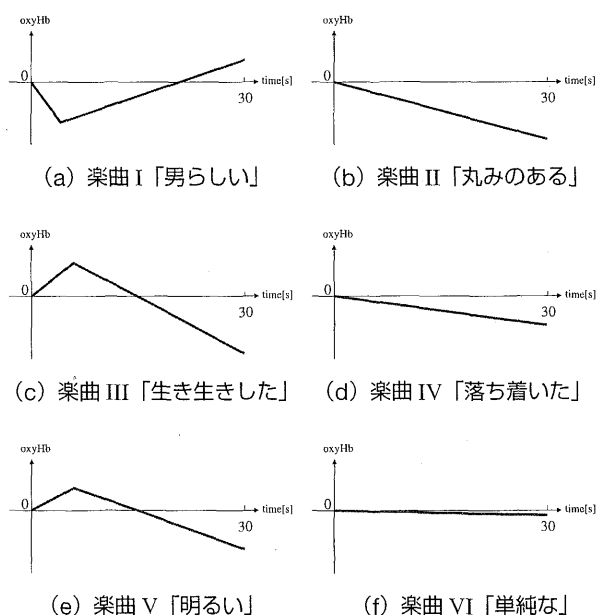 oxyHb
0
time[s]
30
(a) 楽曲 I「男らしい」
oxyHb
0
time[s]
30
(b) 楽曲 II「丸みのある」
oxyHb
0
time[s]
30
(c) 楽曲 III「生き生きした」
oxyHb
0
time[s]
30
(d) 楽曲 IV「落ち着いた」
oxyHb
0
time[s]
30
(e) 楽曲 V「明るい」
oxyHb
0
time[s]
30
(f) 楽曲 VI「単純な」